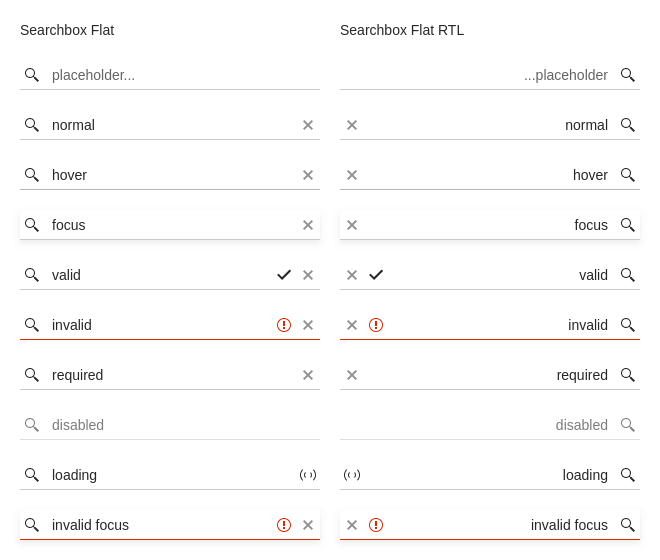 Searchbox Flat
placeholder...
normal
hover
focus
valid
invalid
required
disabled
loading
invalid focus
Searchbox Flat RTL
...placeholder
normal
hover
focus
valid
invalid
required
disabled
loading
invalid focus